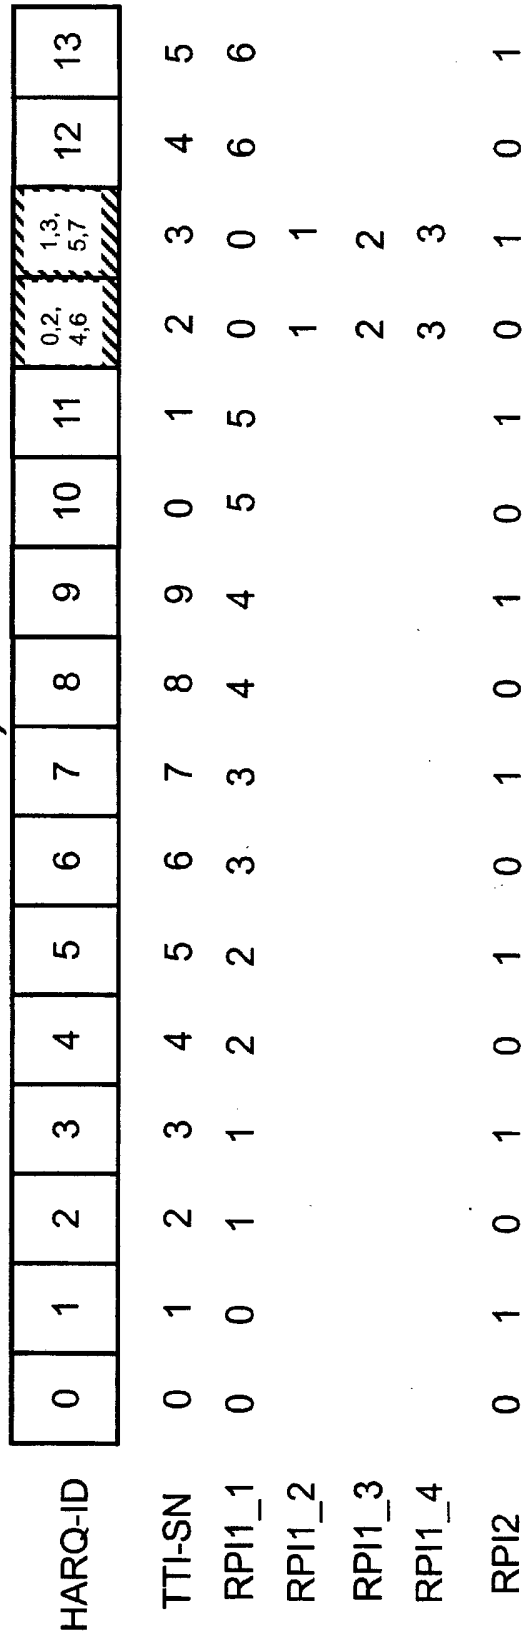 HARQ-ID 0 1 2 3 4 5 6 7 8 9 10 11 0,2, 4,6 1,3, 5,7 12 13
TTI-SN 0 1 2 3 4 5 6 7 8 9 0 1 2 3 4 5
RPI1_1 0 0 1 1 2 2 3 3 4 4 5 5 0 0 6 6
RPI1_2 1 1
RPI1_3 2 2
RPI1_4 3 3
RPI2 0 1 0 1 0 1 0 1 0 1 0 1 0 1 0 1